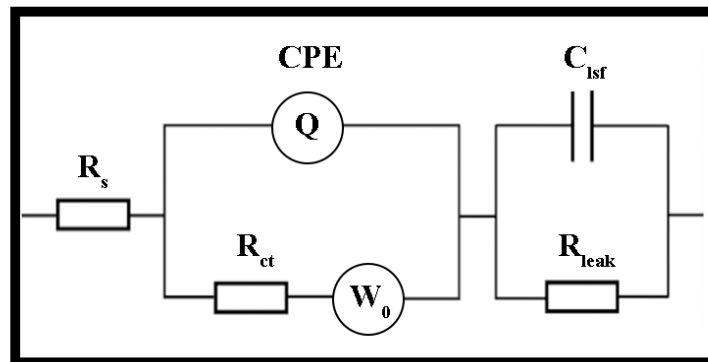 CPE
C_lsf
Q
R_s
R_ct
R_leak
W_0